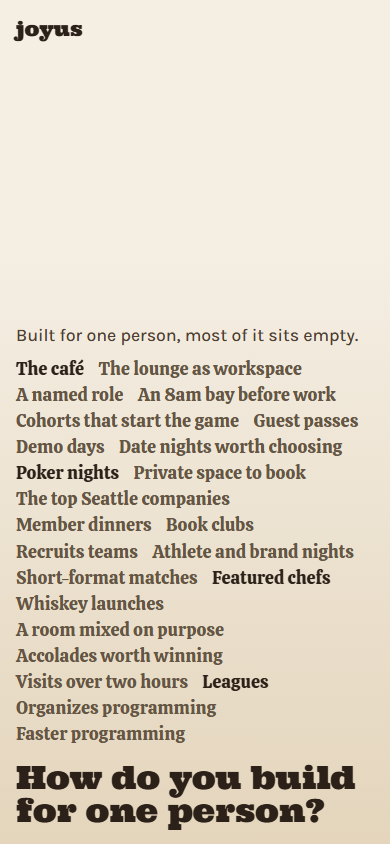 joyus
Built for one person, most of it sits empty.
The café The lounge as workspace
A named role An 8am bay before work
Cohorts that start the game Guest passes
Demo days Date nights worth choosing
Poker nights Private space to book
The top Seattle companies
Member dinners Book clubs
Recruits teams Athlete and brand nights
Short-format matches Featured chefs
Whiskey launches
A room mixed on purpose
Accolades worth winning
Visits over two hours Leagues
Organizes programming
Faster programming
How do you build
for one person?